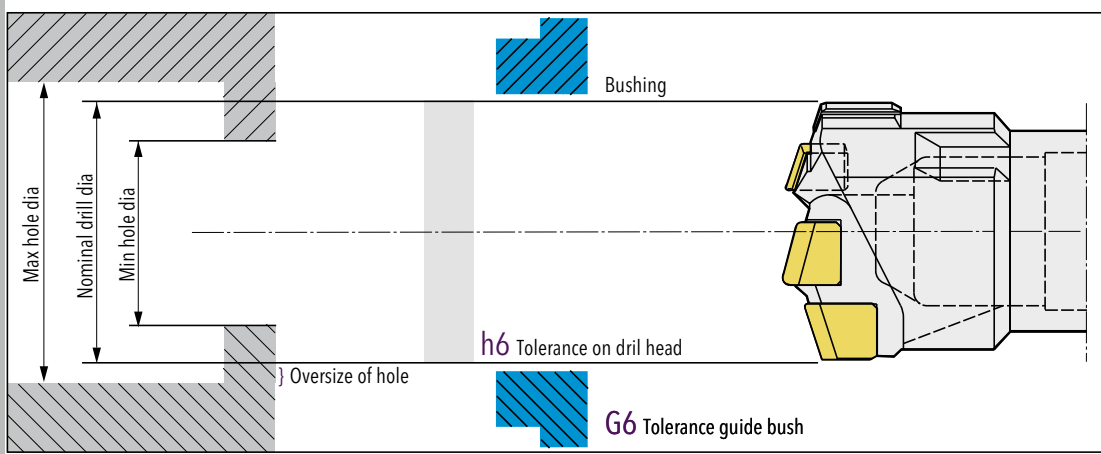 Max hole dia
Nominal drill dia
Min hole dia
Bushing
h6 Tolerance on dril head
} Oversize of hole
G6 Tolerance guide bush